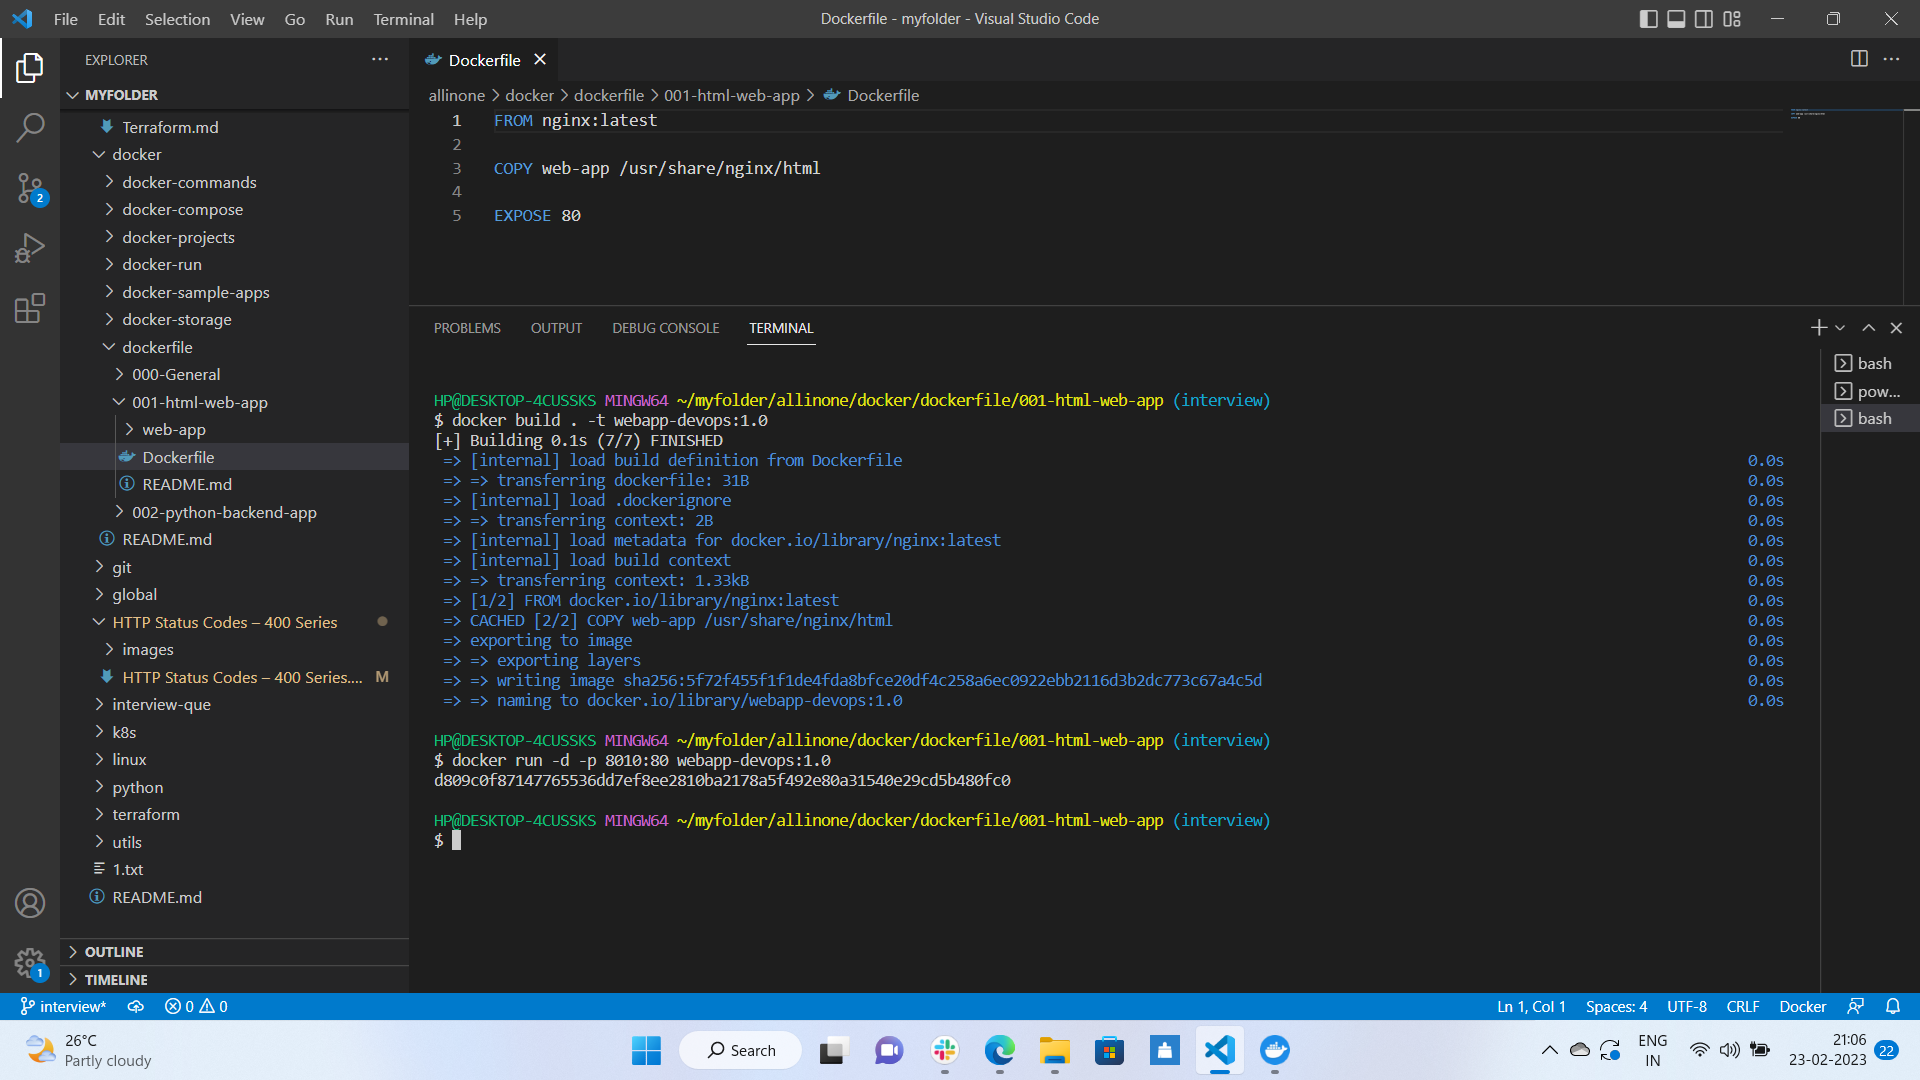 File Edit Selection View Go Run Terminal Help
Dockerfile - myfolder - Visual Studio Code
EXPLORER
MYFOLDER
Terraform.md
docker
docker-commands
docker-compose
docker-projects
docker-run
docker-sample-apps
docker-storage
dockerfile
000-General
001-html-web-app
web-app
Dockerfile
README.md
002-python-backend-app
README.md
git
global
HTTP Status Codes – 400 Series
images
HTTP Status Codes – 400 Series.... M
interview-que
k8s
linux
python
terraform
utils
1.txt
README.md
OUTLINE
TIMELINE
2
1
Dockerfile
allinone > docker > dockerfile > 001-html-web-app > Dockerfile
1 FROM nginx:latest
2
3 COPY web-app /usr/share/nginx/html
4
5 EXPOSE 80
PROBLEMS OUTPUT DEBUG CONSOLE TERMINAL
HP@DESKTOP-4CUSSKS MINGW64 ~/myfolder/allinone/docker/dockerfile/001-html-web-app (interview)
$ docker build . -t webapp-devops:1.0
[+] Building 0.1s (7/7) FINISHED
=> [internal] load build definition from Dockerfile 0.0s
=> => transferring dockerfile: 31B 0.0s
=> [internal] load .dockerignore 0.0s
=> => transferring context: 2B 0.0s
=> [internal] load metadata for docker.io/library/nginx:latest 0.0s
=> [internal] load build context 0.0s
=> => transferring context: 1.33kB 0.0s
=> [1/2] FROM docker.io/library/nginx:latest 0.0s
=> CACHED [2/2] COPY web-app /usr/share/nginx/html 0.0s
=> exporting to image 0.0s
=> => exporting layers 0.0s
=> => writing image sha256:5f72f455f1f1de4fda8bfce20df4c258a6ec0922ebb2116d3b2dc773c67a4c5d 0.0s
=> => naming to docker.io/library/webapp-devops:1.0 0.0s
HP@DESKTOP-4CUSSKS MINGW64 ~/myfolder/allinone/docker/dockerfile/001-html-web-app (interview)
$ docker run -d -p 8010:80 webapp-devops:1.0
d809c0f87147765536dd7ef8ee2810ba2178a5f492e80a31540e29cd5b480fc0
HP@DESKTOP-4CUSSKS MINGW64 ~/myfolder/allinone/docker/dockerfile/001-html-web-app (interview)
$
bash
pow...
bash
interview* 0 0
Ln 1, Col 1 Spaces: 4 UTF-8 CRLF Docker
26°C
Partly cloudy
Search
ENG
IN
21:06
23-02-2023
22